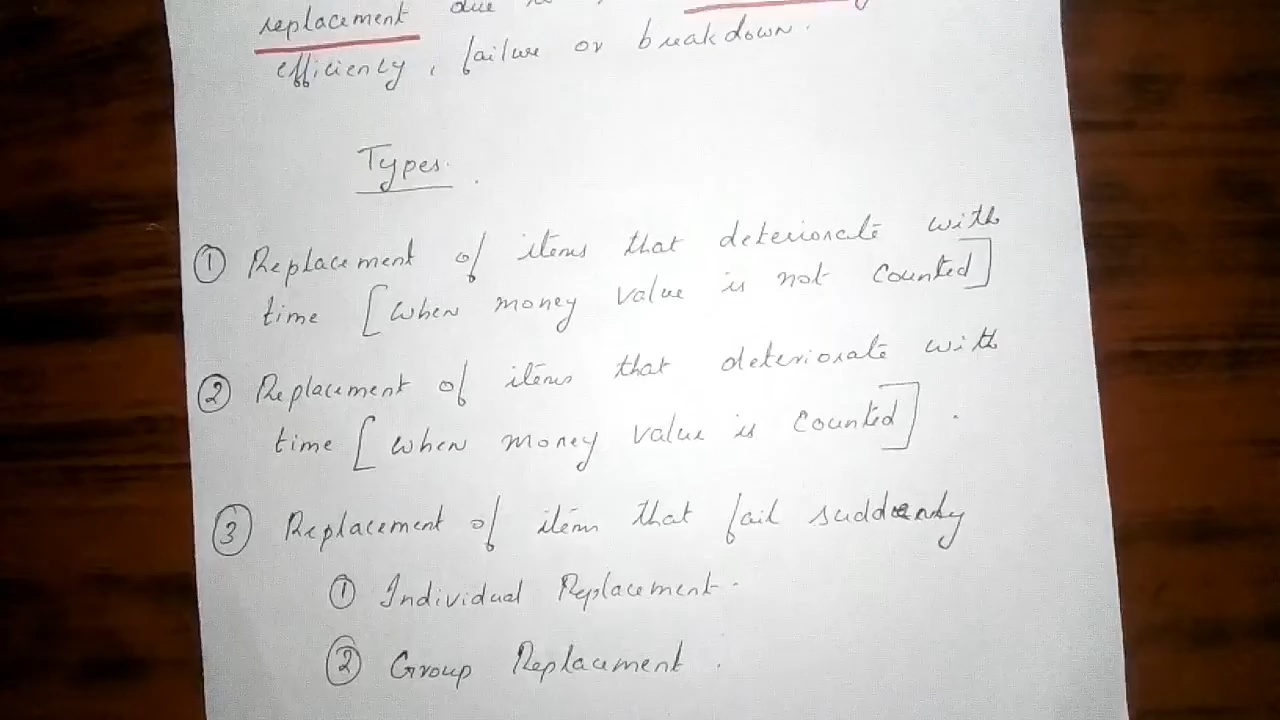 replacement due
efficiency, failure or breakdown.
Types.
① Replacement of items that deteriorate with
time [when money value is not counted]
② Replacement of items that deteriorate with
time [when money value is counted].
③ Replacement of item that fail suddenly
① Individual Replacement.
② Group Replacement.